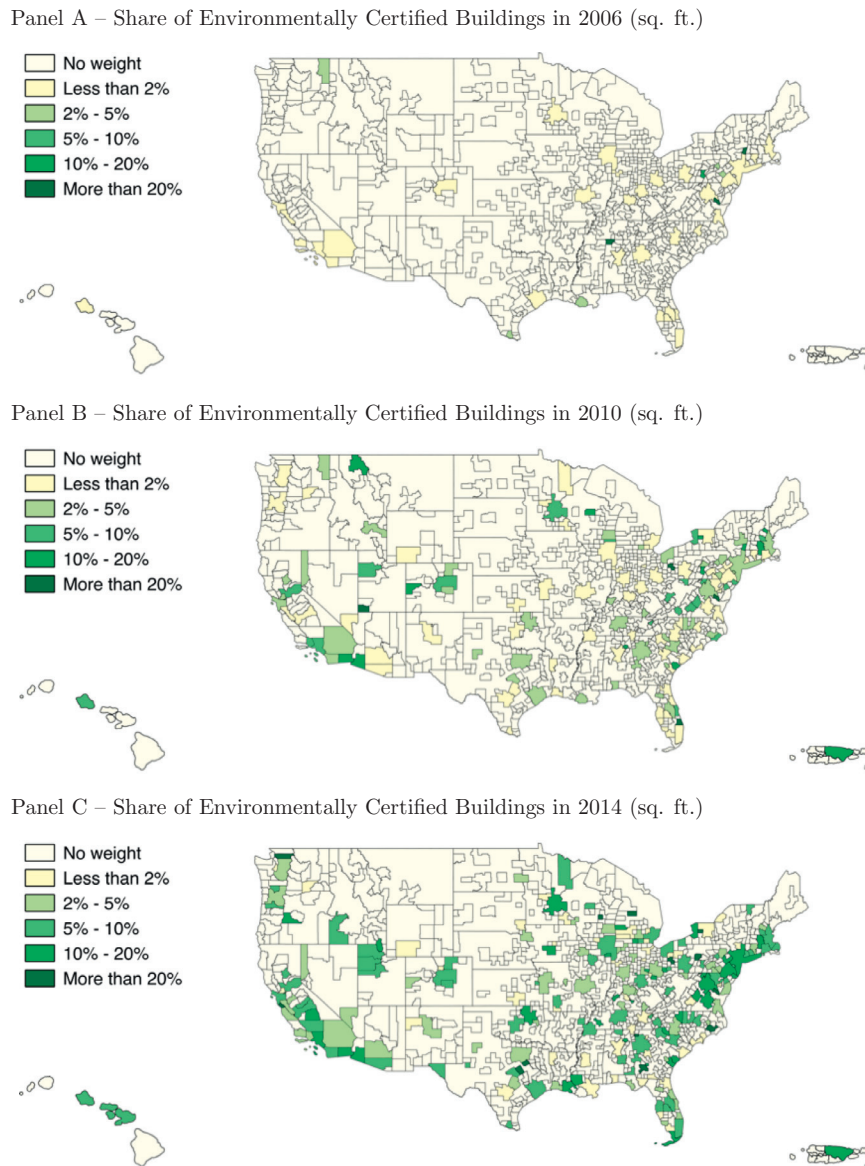 Panel A – Share of Environmentally Certified Buildings in 2006 (sq. ft.)
No weight
Less than 2%
2% - 5%
5% - 10%
10% - 20%
More than 20%
Panel B – Share of Environmentally Certified Buildings in 2010 (sq. ft.)
No weight
Less than 2%
2% - 5%
5% - 10%
10% - 20%
More than 20%
Panel C – Share of Environmentally Certified Buildings in 2014 (sq. ft.)
No weight
Less than 2%
2% - 5%
5% - 10%
10% - 20%
More than 20%